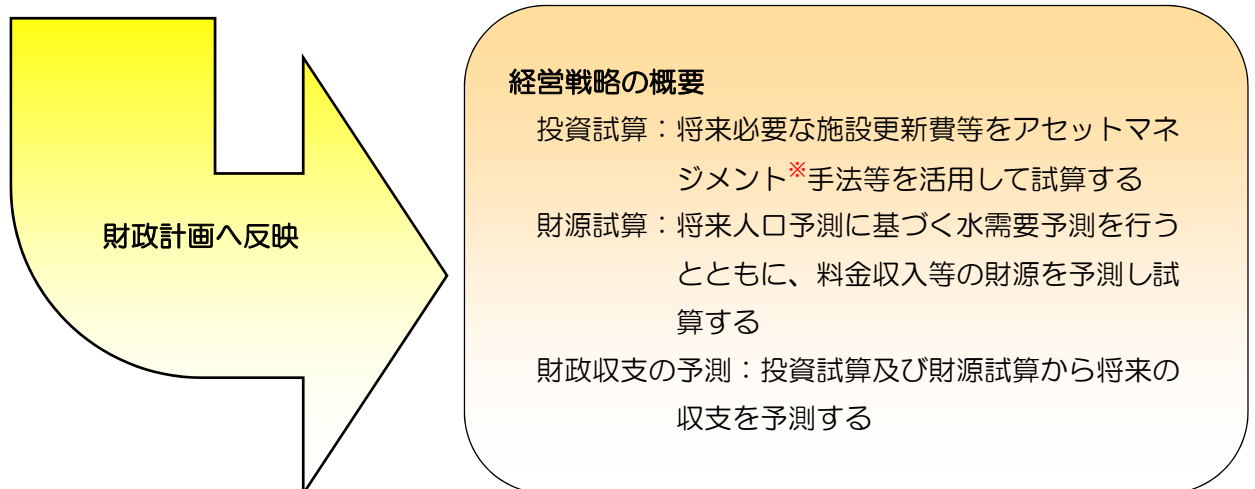 財政計画へ反映
経営戦略の概要
投資試算：将来必要な施設更新費等をアセットマネ
ジメント※手法等を活用して試算する
財源試算：将来人口予測に基づく水需要予測を行う
とともに、料金収入等の財源を予測し試
算する
財政収支の予測：投資試算及び財源試算から将来の
収支を予測する